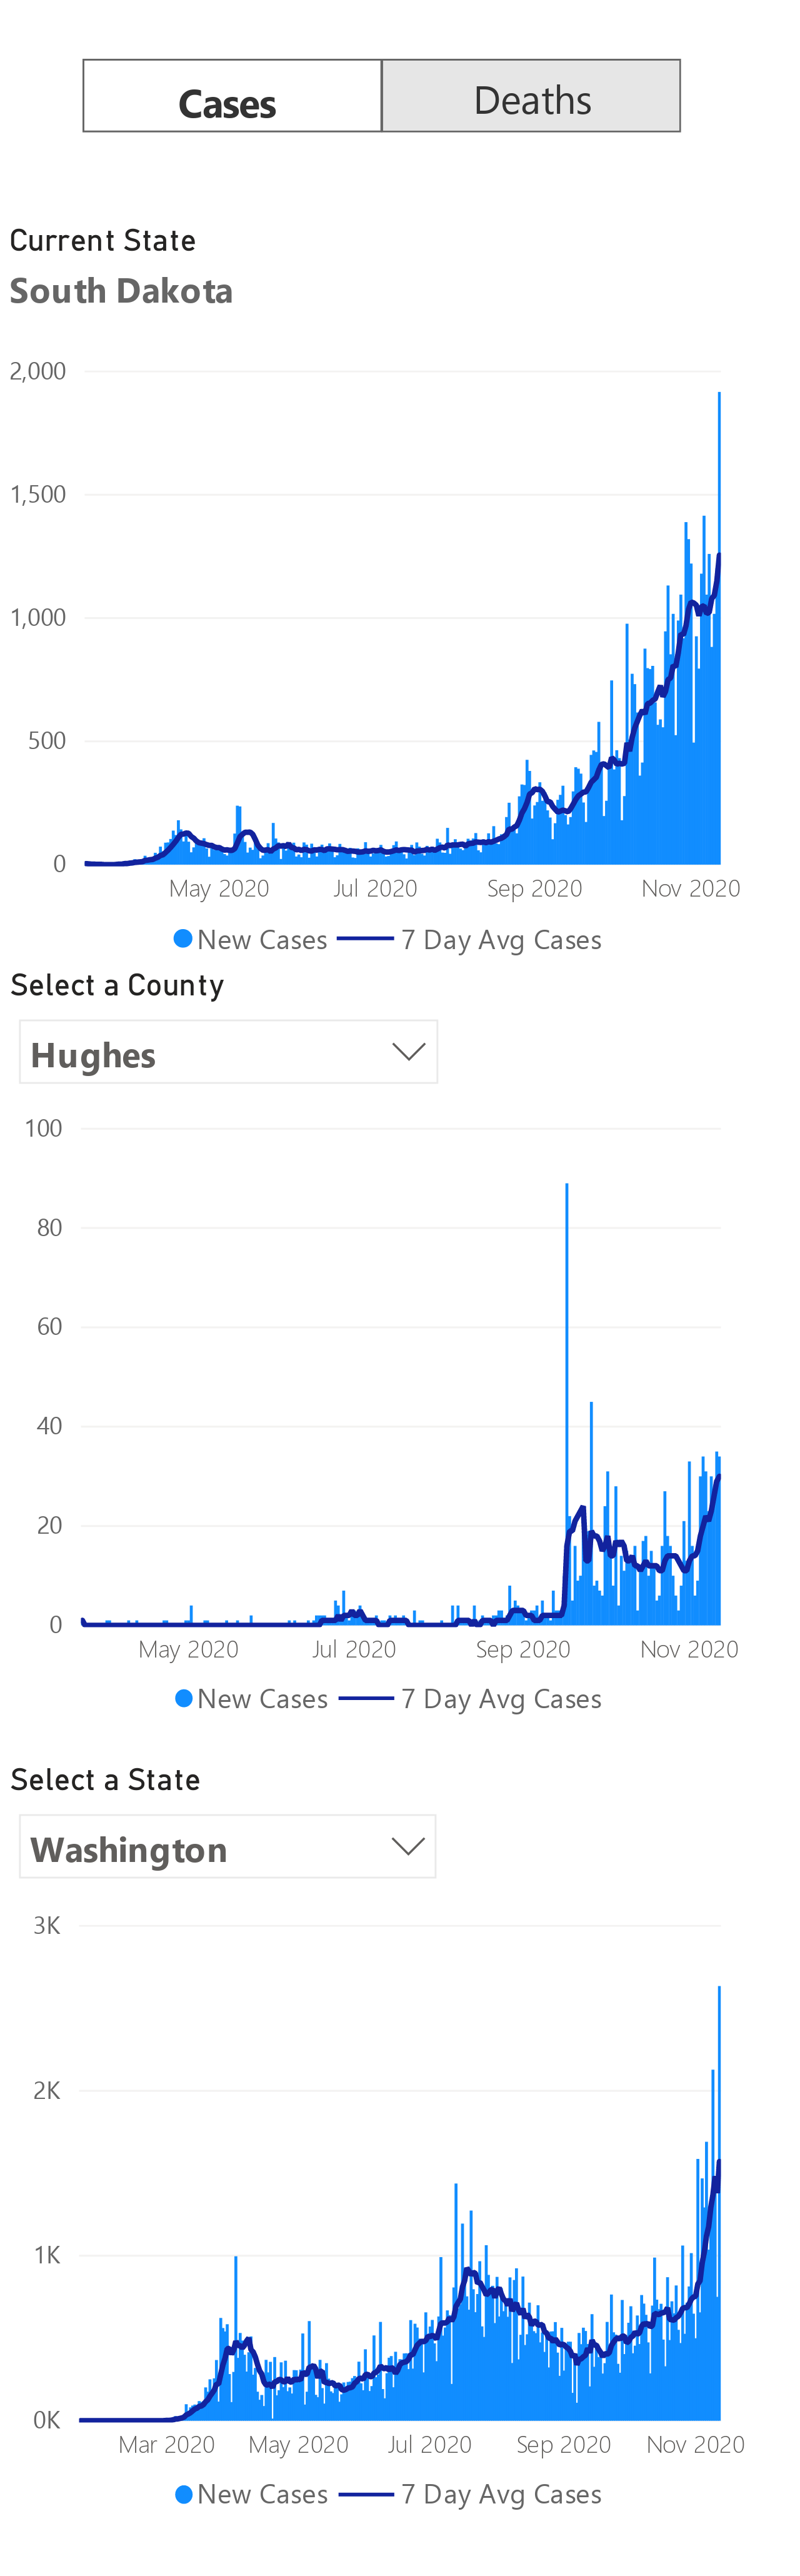 Cases Deaths
Current State
South Dakota
2,000
1,500
1,000
500
0
May 2020 Jul 2020 Sep 2020 Nov 2020
New Cases 7 Day Avg Cases
Select a County
Hughes
100
80
60
40
20
0
May 2020 Jul 2020 Sep 2020 Nov 2020
New Cases 7 Day Avg Cases
Select a State
Washington
3K
2K
1K
0K
Mar 2020 May 2020 Jul 2020 Sep 2020 Nov 2020
New Cases 7 Day Avg Cases